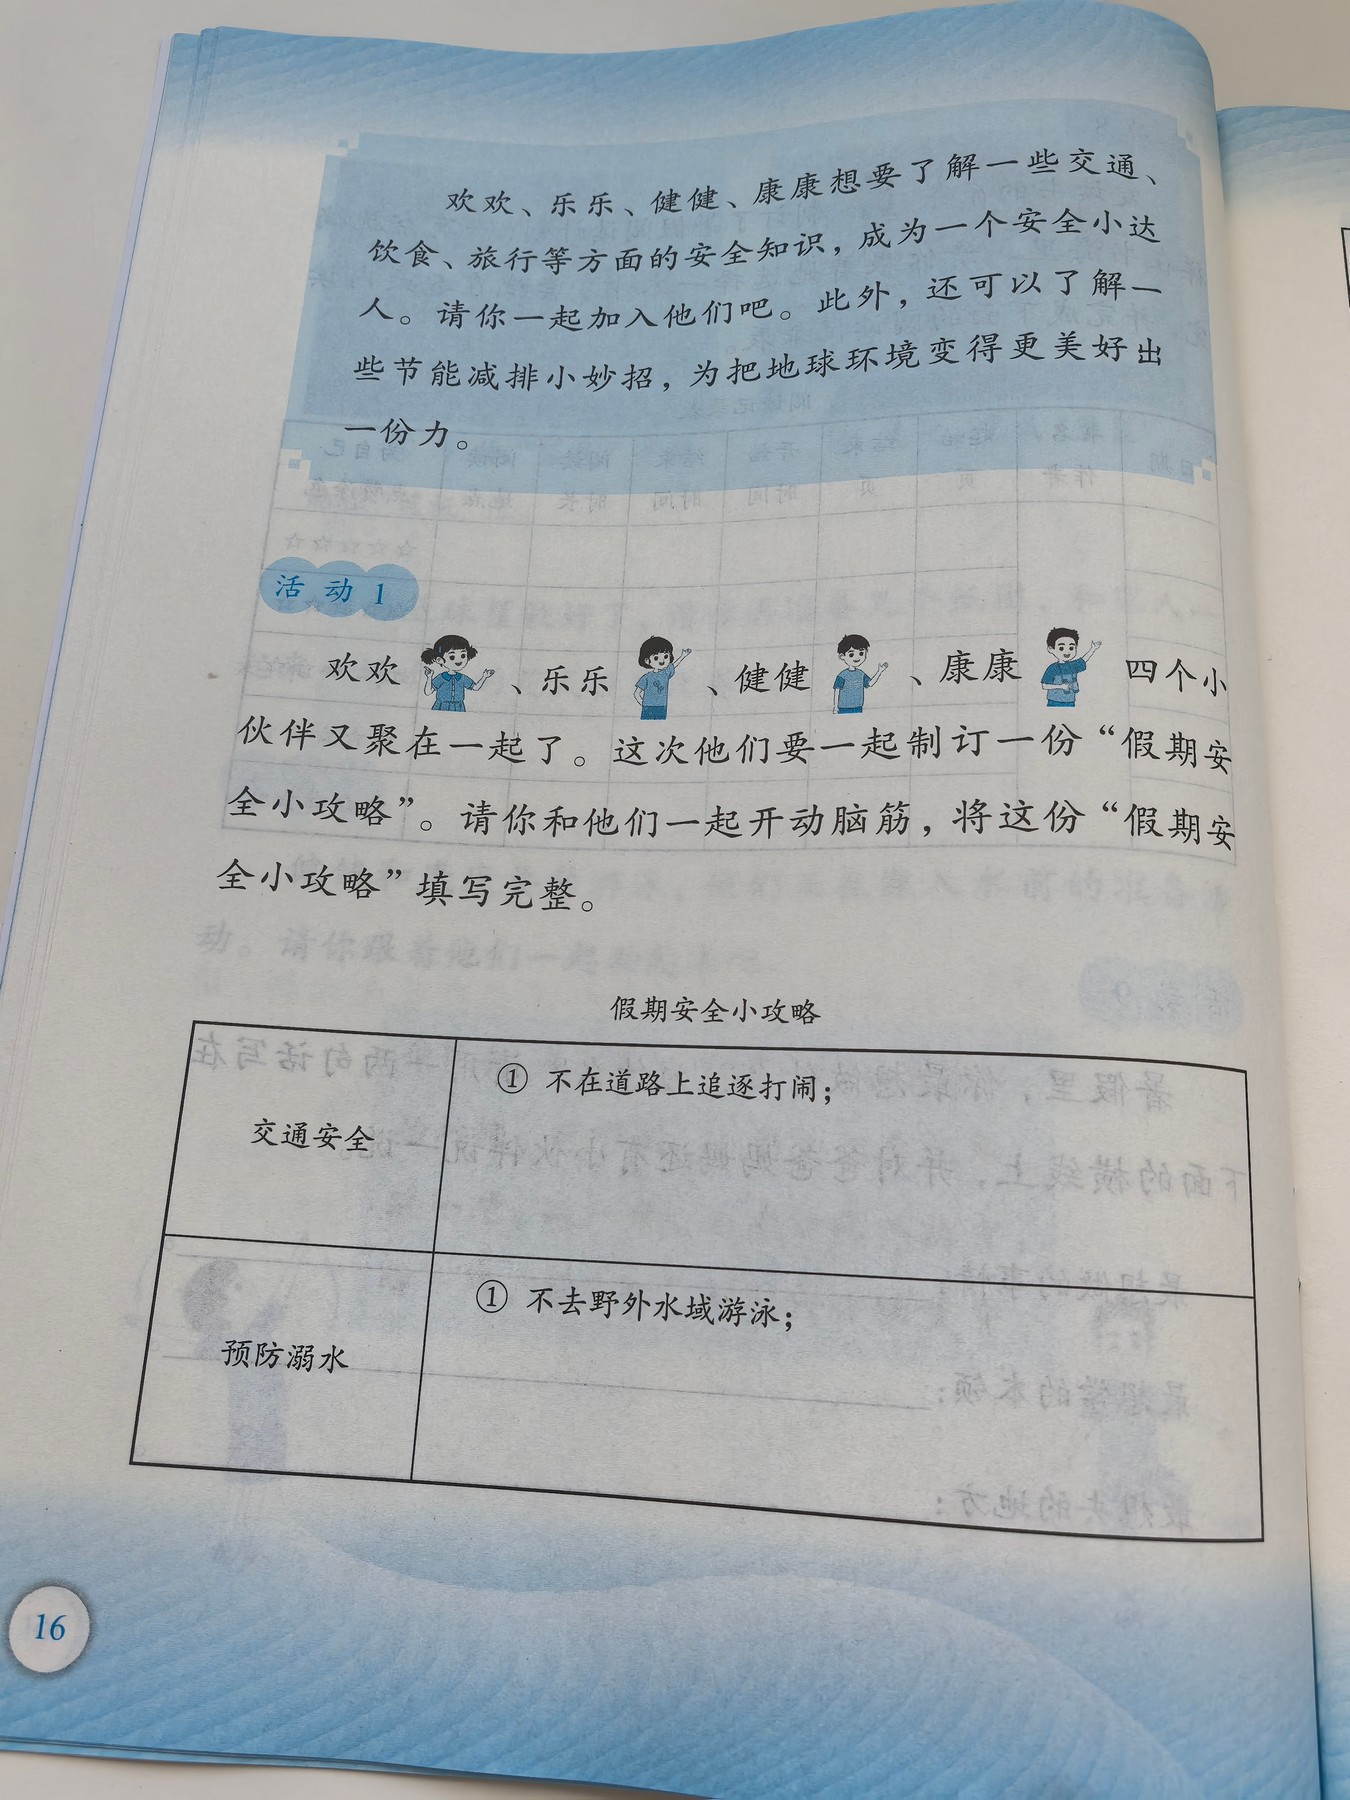 欢欢、乐乐、健健、康康想要了解一些交通、
饮食、旅行等方面的安全知识，成为一个安全小达
人。请你一起加入他们吧。此外，还可以了解一
些节能减排小妙招，为把地球环境变得更美好出
一份力。
活动1
欢欢、乐乐、健健、康康四个小
伙伴又聚在一起了。这次他们要一起制订一份“假期安
全小攻略”。请你和他们一起开动脑筋，将这份“假期安
全小攻略”填写完整。
假期安全小攻略
交通安全
① 不在道路上追逐打闹；
预防溺水
① 不去野外水域游泳；
16